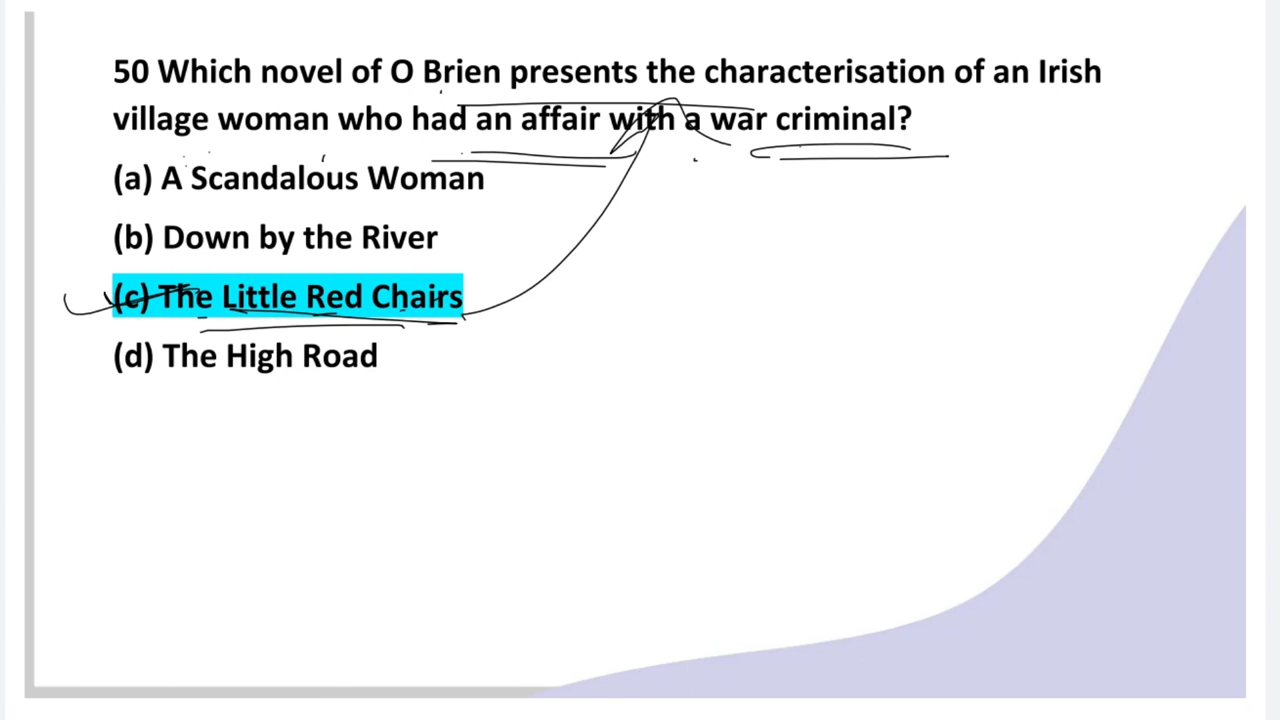 50 Which novel of O Brien presents the characterisation of an Irish
village woman who had an affair with a war criminal?
(a) A Scandalous Woman
(b) Down by the River
(c) The Little Red Chairs
(d) The High Road